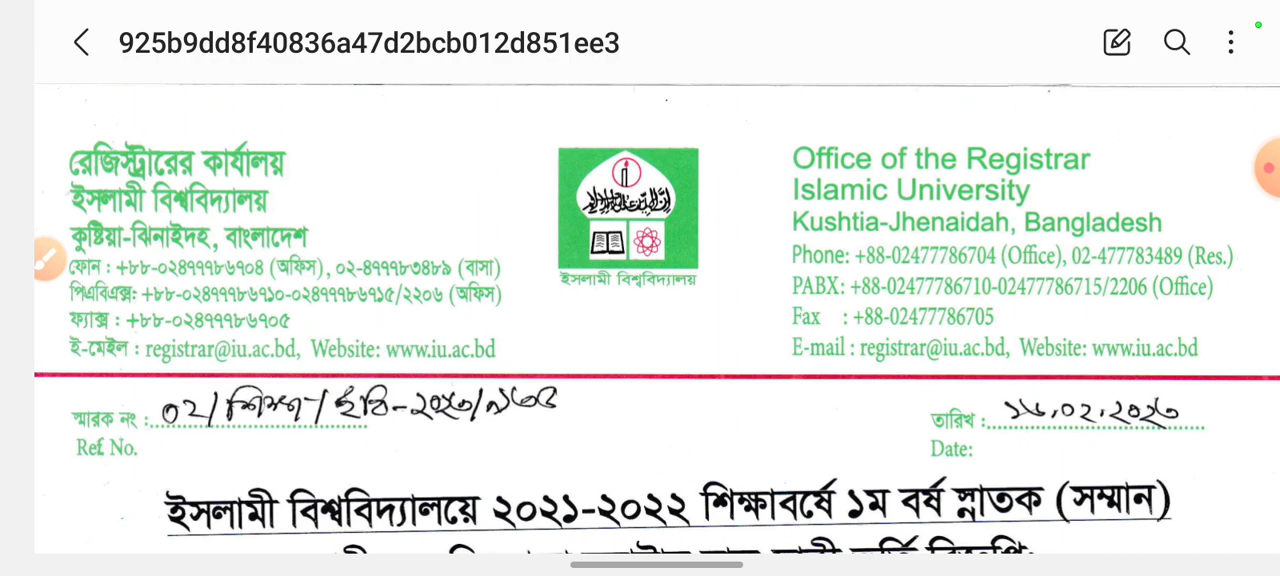 925b9dd8f40836a47d2bcb012d851ee3
রেজিস্ট্রারের কার্যালয়
ইসলামী বিশ্ববিদ্যালয়
কুষ্টিয়া-ঝিনাইদহ, বাংলাদেশ
ফোন : +৮৮-০২৪৭৭৭৮৬৭০৪ (অফিস), ০২-৪৭৭৭৮৩৪৮৯ (বাসা)
পিএবিএক্স: +৮৮-০২৪৭৭৭৮৬৭১০-০২৪৭৭৭৮৬৭১৫/২২০৬ (অফিস)
ফ্যাক্স : +৮৮-০২৪৭৭৭৮৬৭০৫
ই-মেইল : registrar@iu.ac.bd, Website: www.iu.ac.bd
ইসলামী বিশ্ববিদ্যালয়
Office of the Registrar
Islamic University
Kushtia-Jhenaidah, Bangladesh
Phone: +88-02477786704 (Office), 02-477783489 (Res.)
PABX: +88-02477786710-02477786715/2206 (Office)
Fax : +88-02477786705
E-mail : registrar@iu.ac.bd, Website: www.iu.ac.bd
স্মারক নং :
Ref. No.
তারিখ : ১৬.০২.২০২৩
Date:
ইসলামী বিশ্ববিদ্যালয়ে ২০২১-২০২২ শিক্ষাবর্ষে ১ম বর্ষ স্নাতক (সম্মান)